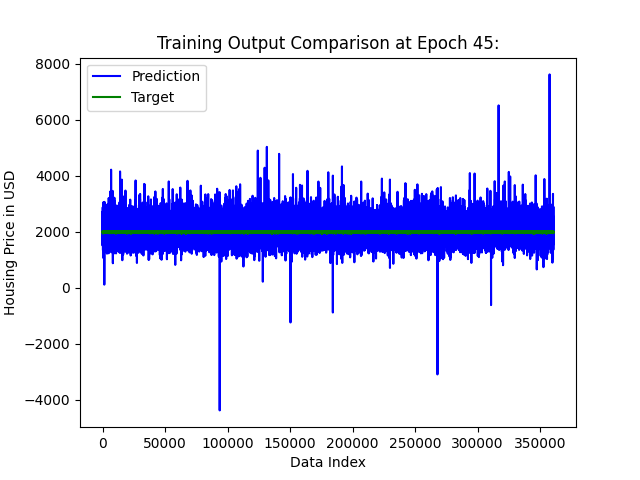 Training Output Comparison at Epoch 45:
Prediction
Target
8000
6000
4000
2000
0
−2000
−4000
Housing Price in USD
0 50000 100000 150000 200000 250000 300000 350000
Data Index